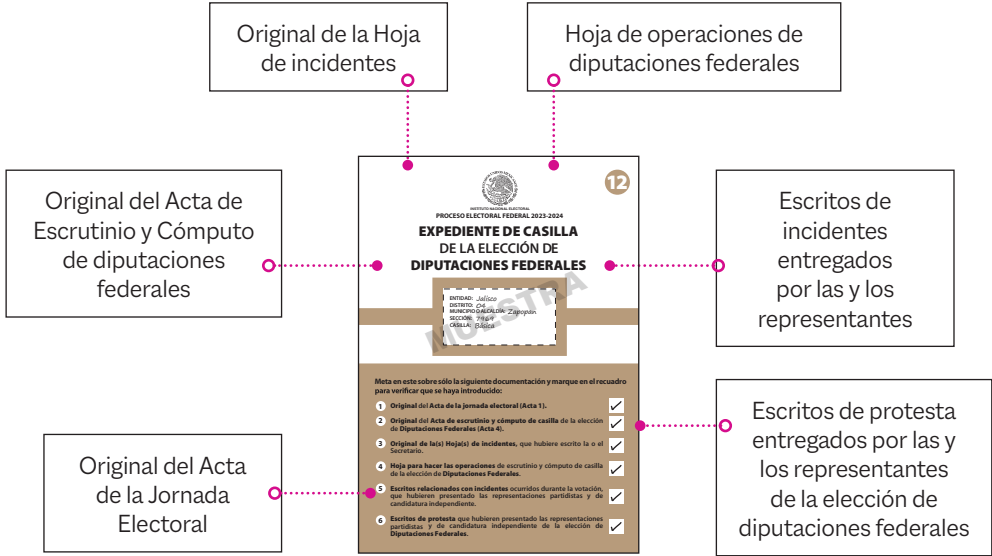 Original de la Hoja
de incidentes
Hoja de operaciones de
diputaciones federales
Original del Acta de
Escrutinio y Cómputo
de diputaciones
federales
Escritos de
incidentes
entregados
por las y los
representantes
Original del Acta
de la Jornada
Electoral
Escritos de protesta
entregados por las y
los representantes
de la elección de
diputaciones federales
12
INSTITUTO NACIONAL ELECTORAL
PROCESO ELECTORAL FEDERAL 2023-2024
EXPEDIENTE DE CASILLA
DE LA ELECCIÓN DE
DIPUTACIONES FEDERALES
ENTIDAD: Jalisco
DISTRITO: 04
MUNICIPIO O ALCALDÍA: Zapopan
SECCIÓN: 7964
CASILLA: Básica
MUESTRA
Meta en este sobre sólo la siguiente documentación y marque en el recuadro
para verificar que se haya introducido:
1 Original del Acta de la jornada electoral (Acta 1).
2 Original del Acta de escrutinio y cómputo de casilla de la elección
de Diputaciones Federales (Acta 4).
3 Original de la(s) Hoja(s) de incidentes, que hubiere escrito la o el
Secretario.
4 Hoja para hacer las operaciones de escrutinio y cómputo de casilla
de la elección de Diputaciones Federales.
5 Escritos relacionados con incidentes ocurridos durante la votación,
que hubieren presentado las representaciones partidistas y de
candidatura independiente.
6 Escritos de protesta que hubieren presentado las representaciones
partidistas y de candidatura independiente de la elección de
Diputaciones Federales.